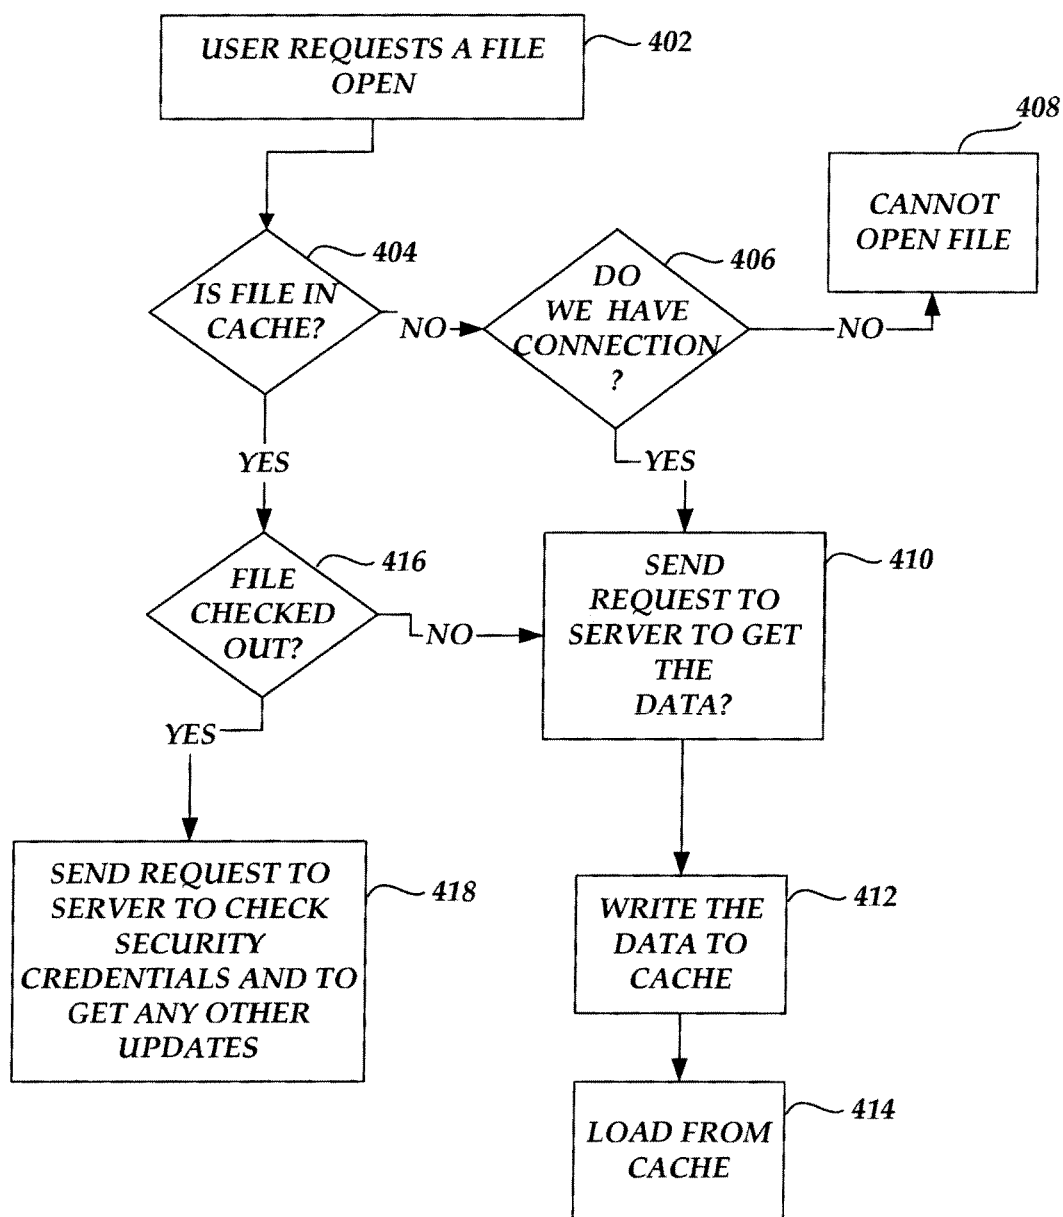 USER REQUESTS A FILE
OPEN
402
408
CANNOT
OPEN FILE
404
IS FILE IN
CACHE?
NO
406
DO
WE HAVE
CONNECTION
?
NO
YES
YES
416
FILE
CHECKED
OUT?
NO
410
SEND
REQUEST TO
SERVER TO GET
THE
DATA?
YES
418
SEND REQUEST TO
SERVER TO CHECK
SECURITY
CREDENTIALS AND TO
GET ANY OTHER
UPDATES
412
WRITE THE
DATA TO
CACHE
414
LOAD FROM
CACHE